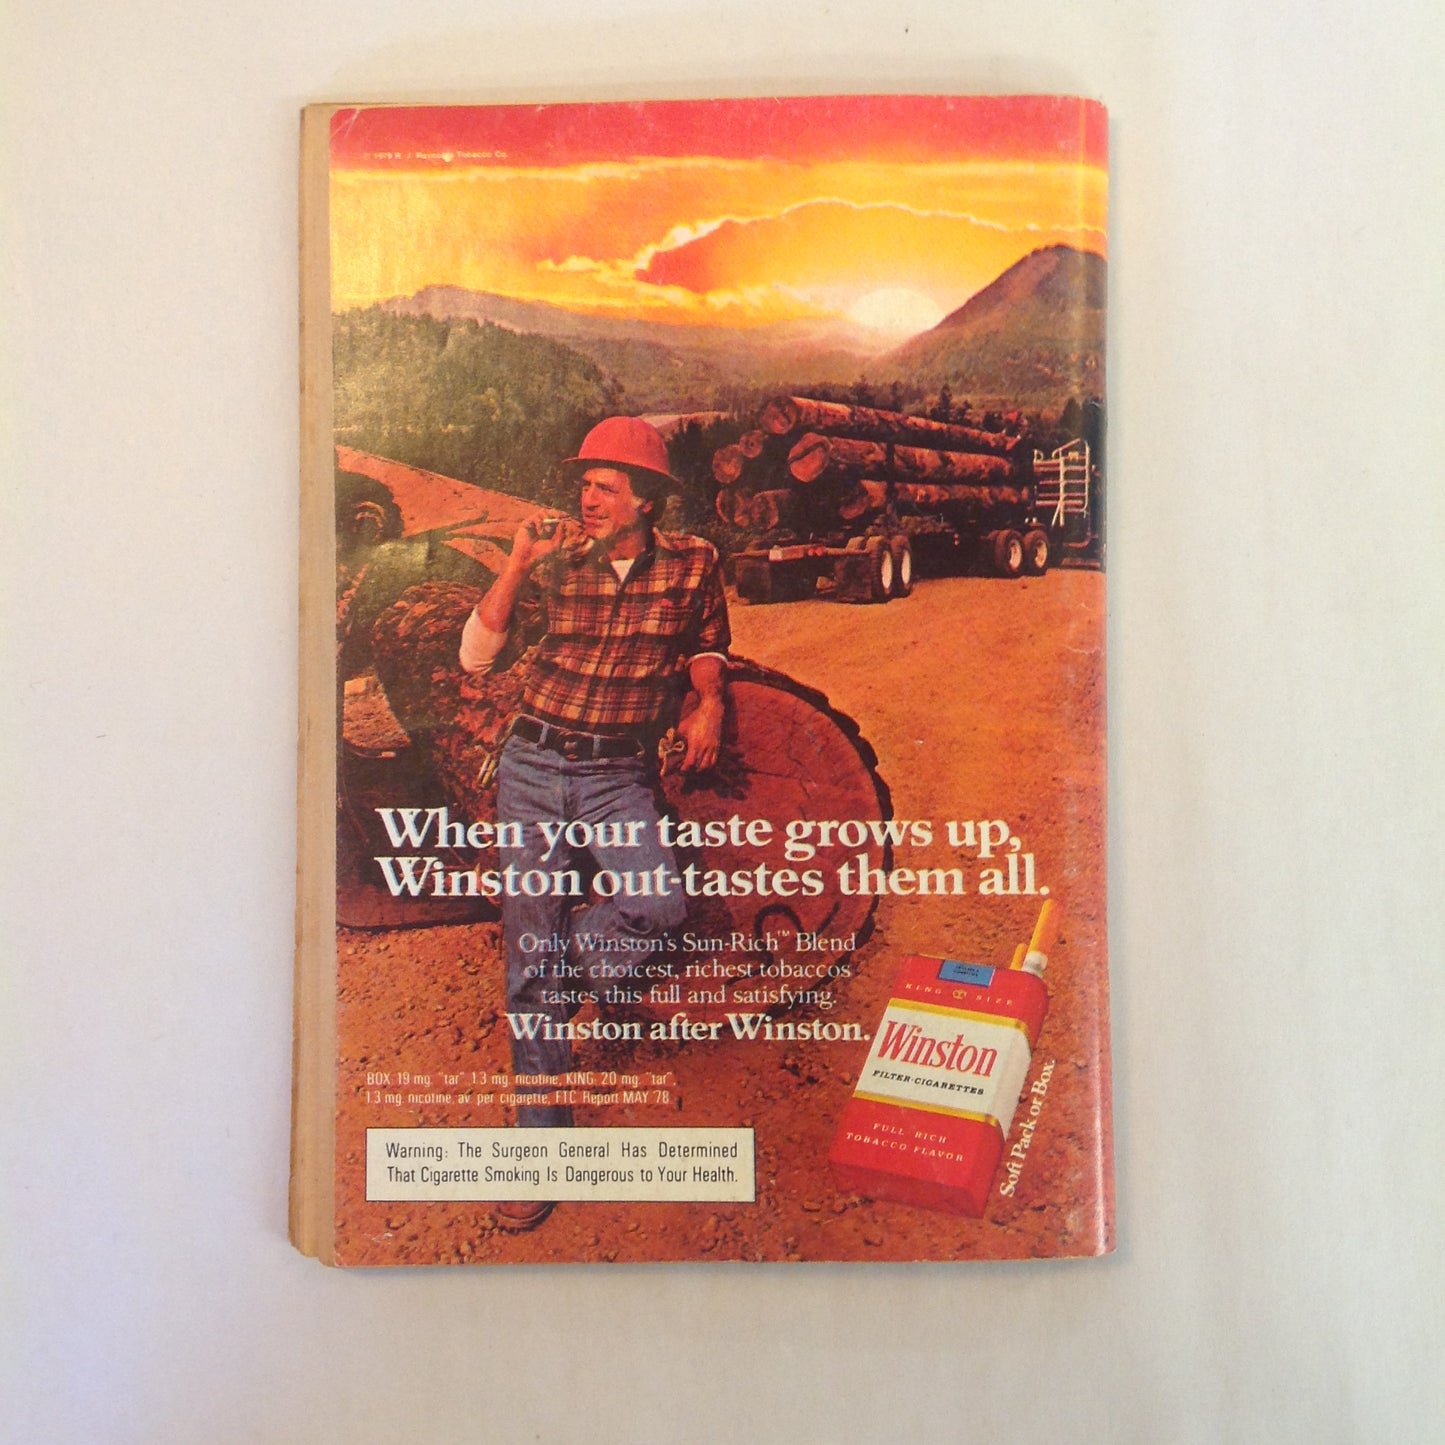 © 1979 R. J. Reynolds Tobacco Co.
When your taste grows up,
Winston out-tastes them all.
Only Winston's Sun-Rich™ Blend
of the choicest, richest tobaccos
tastes this full and satisfying.
Winston after Winston.
KING SIZE
Winston
FILTER-CIGARETTES
FULL RICH
TOBACCO FLAVOR
Soft Pack or Box.
BOX: 19 mg. "tar", 1.3 mg. nicotine, KING: 20 mg. "tar",
1.3 mg. nicotine, av. per cigarette, FTC Report MAY '78.
Warning: The Surgeon General Has Determined
That Cigarette Smoking Is Dangerous to Your Health.